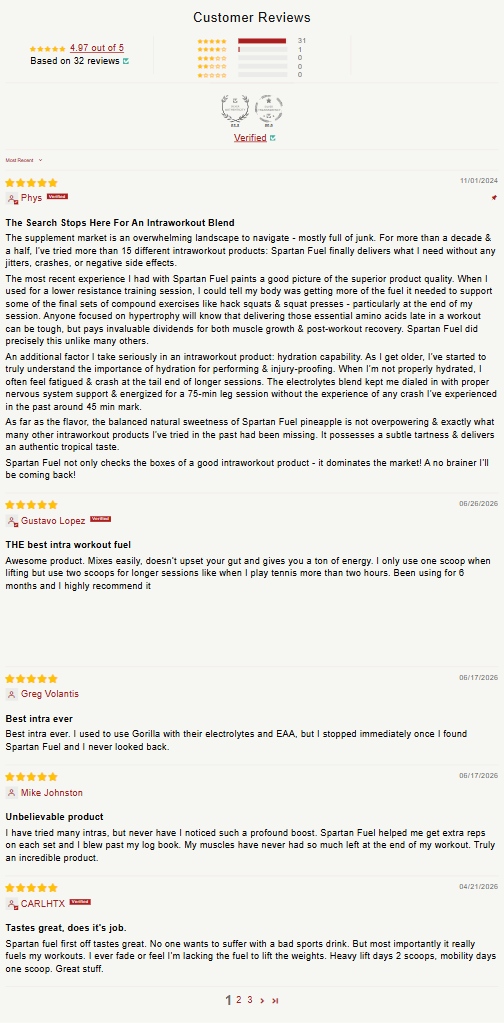 Customer Reviews
4.97 out of 5
Based on 32 reviews
31
1
0
0
0
Verified
Most Recent
11/01/2024
Phys Verified
The Search Stops Here For An Intraworkout Blend
The supplement market is an overwhelming landscape to navigate - mostly full of junk. For more than a decade &
a half, I've tried more than 15 different intraworkout products: Spartan Fuel finally delivers what I need without any
jitters, crashes, or negative side effects.
The most recent experience I had with Spartan Fuel paints a good picture of the superior product quality. When I
used for a lower resistance training session, I could tell my body was getting more of the fuel it needed to support
some of the final sets of compound exercises like hack squats & squat presses - particularly at the end of my
session. Anyone focused on hypertrophy will know that delivering those essential amino acids late in a workout
can be tough, but pays invaluable dividends for both muscle growth & post-workout recovery. Spartan Fuel did
precisely this unlike many others.
An additional factor I take seriously in an intraworkout product: hydration capability. As I get older, I've started to
truly understand the importance of hydration for performing & injury-proofing. When I'm not properly hydrated, I
often feel fatigued & crash at the tail end of longer sessions. The electrolytes blend kept me dialed in with proper
nervous system support & energized for a 75-min leg session without the experience of any crash I've experienced
in the past around 45 min mark.
As far as the flavor, the balanced natural sweetness of Spartan Fuel pineapple is not overpowering & exactly what
many other intraworkout products I've tried in the past had been missing. It possesses a subtle tartness & delivers
an authentic tropical taste.
Spartan Fuel not only checks the boxes of a good intraworkout product - it dominates the market! A no brainer I'll
be coming back!
06/26/2026
Gustavo Lopez Verified
THE best intra workout fuel
Awesome product. Mixes easily, doesn't upset your gut and gives you a ton of energy. I only use one scoop when
lifting but use two scoops for longer sessions like when I play tennis more than two hours. Been using for 6
months and I highly recommend it
06/17/2026
Greg Volantis
Best intra ever
Best intra ever. I used to use Gorilla with their electrolytes and EAA, but I stopped immediately once I found
Spartan Fuel and I never looked back.
06/17/2026
Mike Johnston
Unbelievable product
I have tried many intras, but never have I noticed such a profound boost. Spartan Fuel helped me get extra reps
on each set and I blew past my log book. My muscles have never had so much left at the end of my workout. Truly
an incredible product.
04/21/2026
CARLHTX Verified
Tastes great, does it's job.
Spartan fuel first off tastes great. No one wants to suffer with a bad sports drink. But most importantly it really
fuels my workouts. I ever fade or feel I'm lacking the fuel to lift the weights. Heavy lift days 2 scoops, mobility days
one scoop. Great stuff.
1 2 3